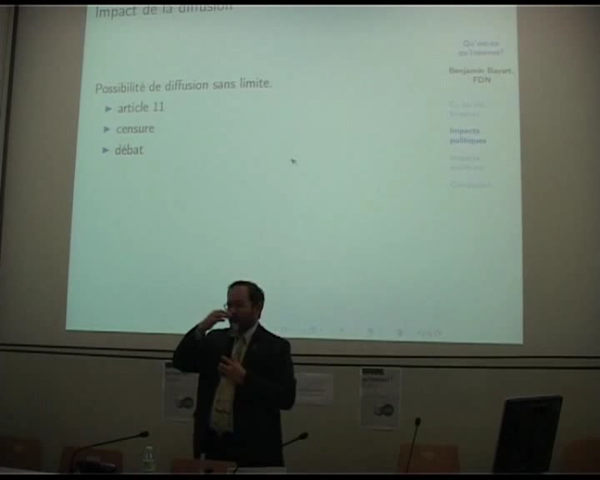 Impact de la diffusion
Possibilité de diffusion sans limite.
► article 11
► censure
► débat
Qu'est-ce
qu'Internet?
Benjamin Bayart,
FDN
Impacts
politiques